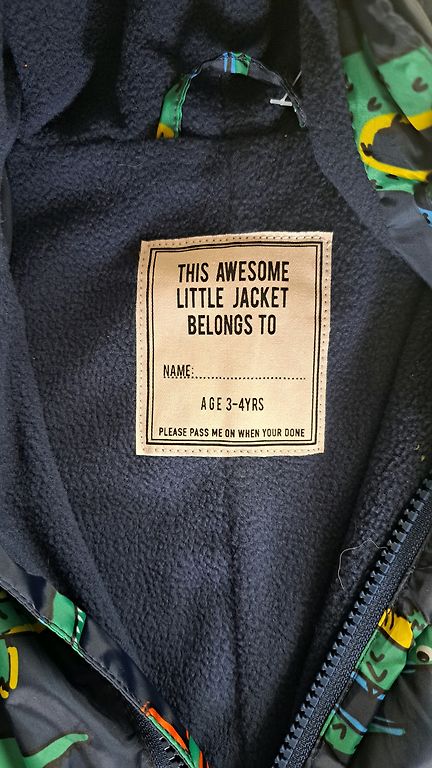 THIS AWESOME
LITTLE JACKET
BELONGS TO
NAME:
AGE 3-4YRS
PLEASE PASS ME ON WHEN YOUR DONE